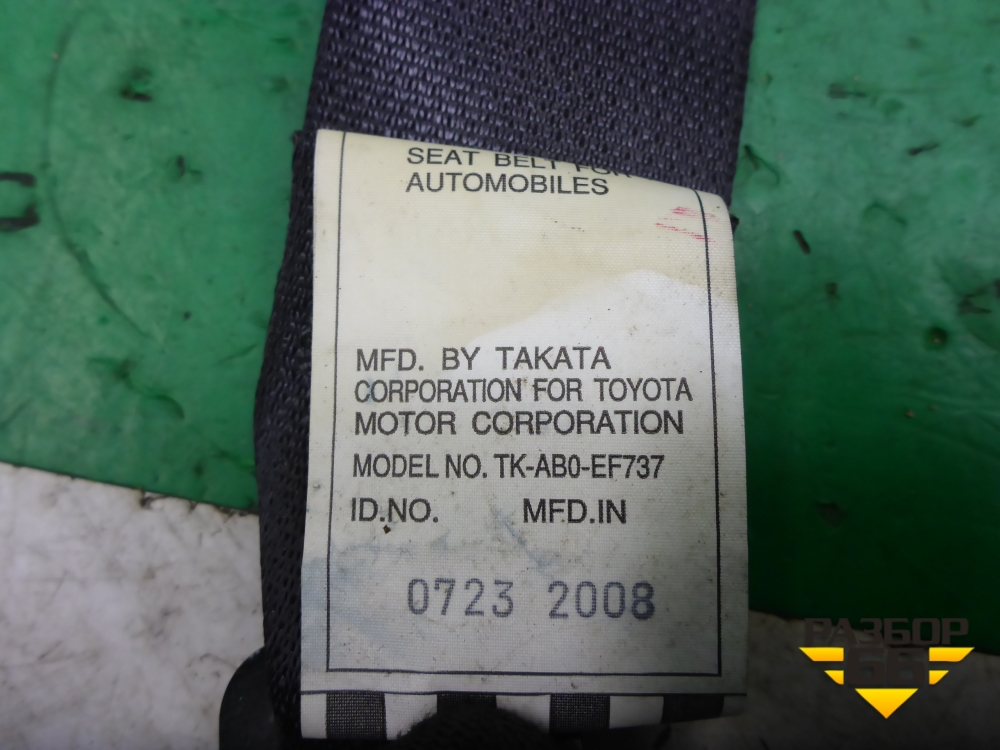 SEAT BELT FOR
AUTOMOBILES
MFD. BY TAKATA
CORPORATION FOR TOYOTA
MOTOR CORPORATION
MODEL NO. TK-AB0-EF737
ID.NO. MFD.IN
0723 2008
РАЗБОР